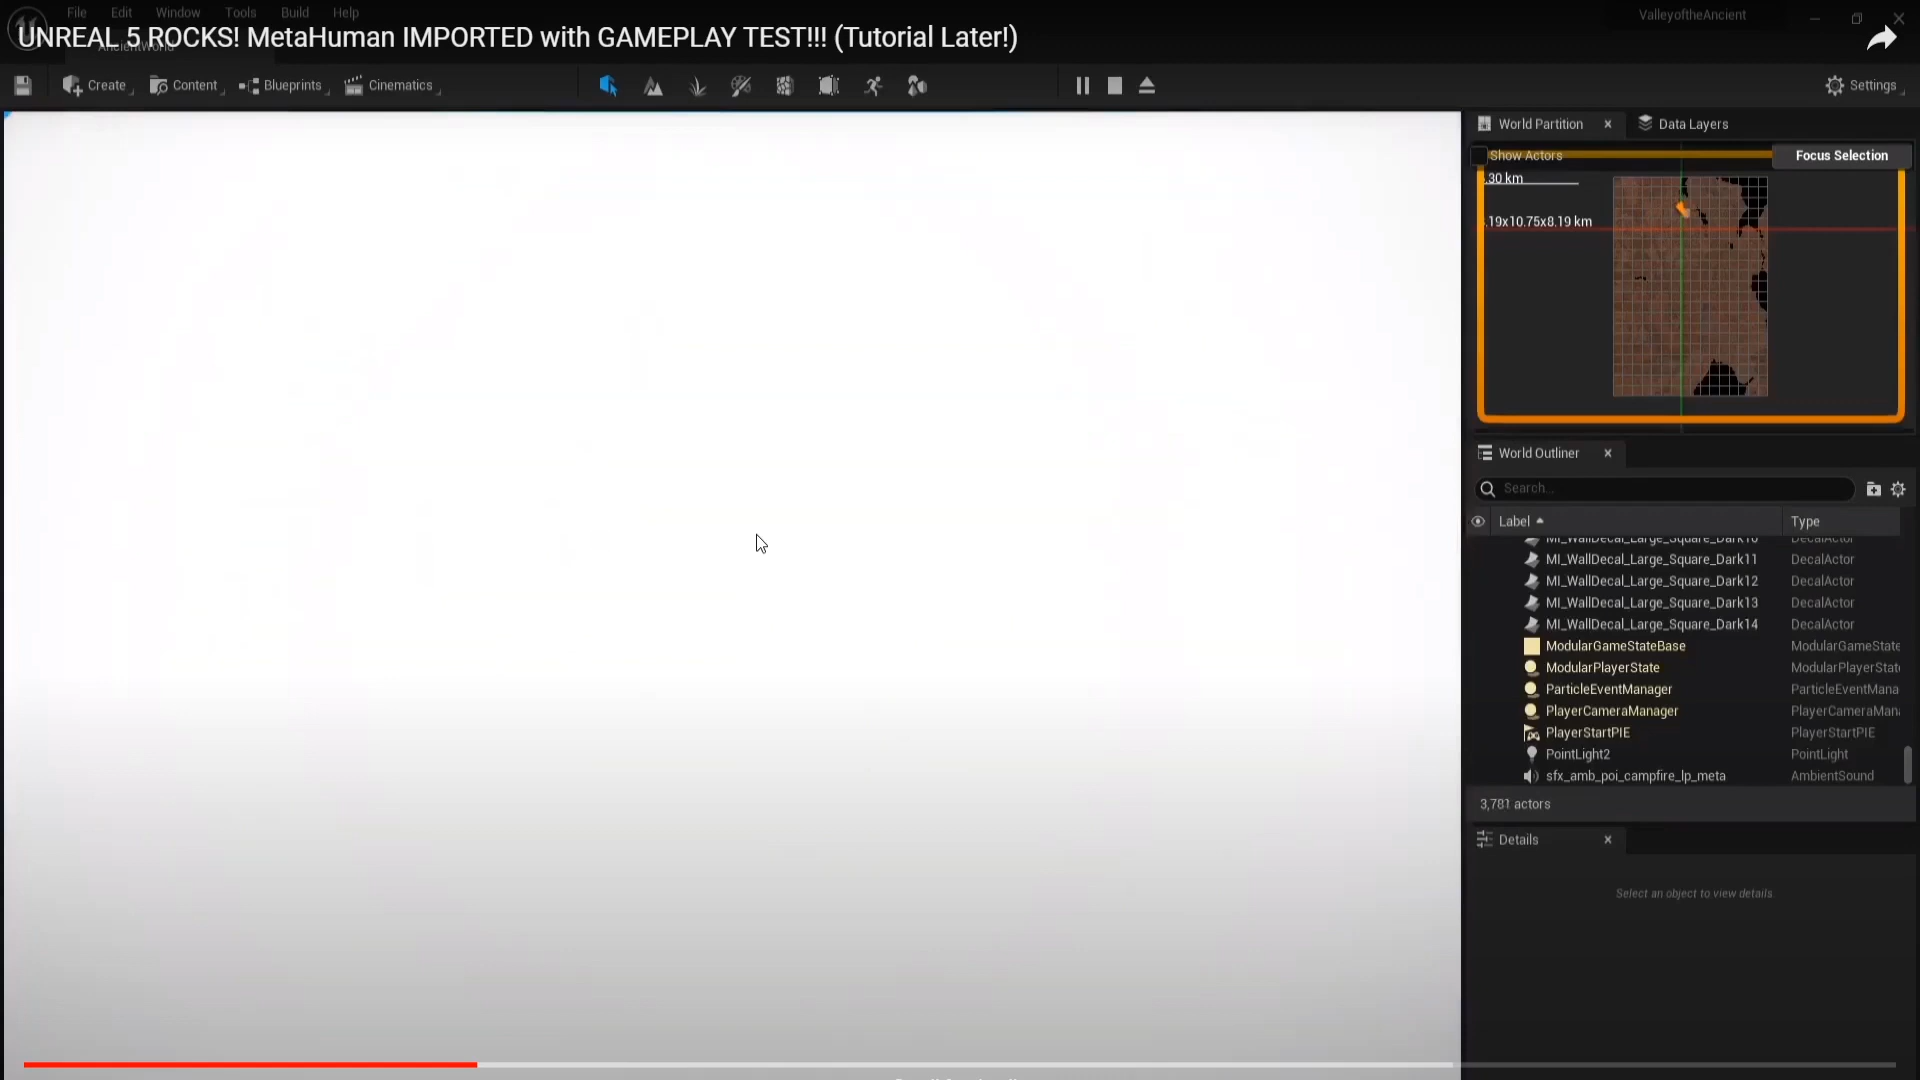 File Edit Window Tools Build Help
ValleyoftheAncient
UNREAL 5 ROCKS! MetaHuman IMPORTED with GAMEPLAY TEST!!! (Tutorial Later!)
AncientWorld
Create Content Blueprints Cinematics Settings
World Partition Data Layers
Show Actors Focus Selection
.30 km
.19x10.75x8.19 km
World Outliner
Search...
Label Type
MI_WallDecal_Large_Square_Dark10 DecalActor
MI_WallDecal_Large_Square_Dark11 DecalActor
MI_WallDecal_Large_Square_Dark12 DecalActor
MI_WallDecal_Large_Square_Dark13 DecalActor
MI_WallDecal_Large_Square_Dark14 DecalActor
ModularGameStateBase ModularGameState
ModularPlayerState ModularPlayerStat
ParticleEventManager ParticleEventMana
PlayerCameraManager PlayerCameraMan
PlayerStartPIE PlayerStartPIE
PointLight2 PointLight
sfx_amb_poi_campfire_lp_meta AmbientSound
3,781 actors
Details
Select an object to view details